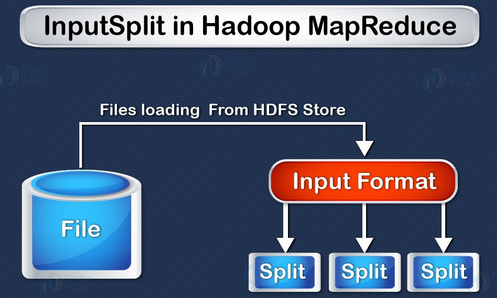 InputSplit in Hadoop MapReduce
Files loading From HDFS Store
File
Input Format
Split
Split
Split